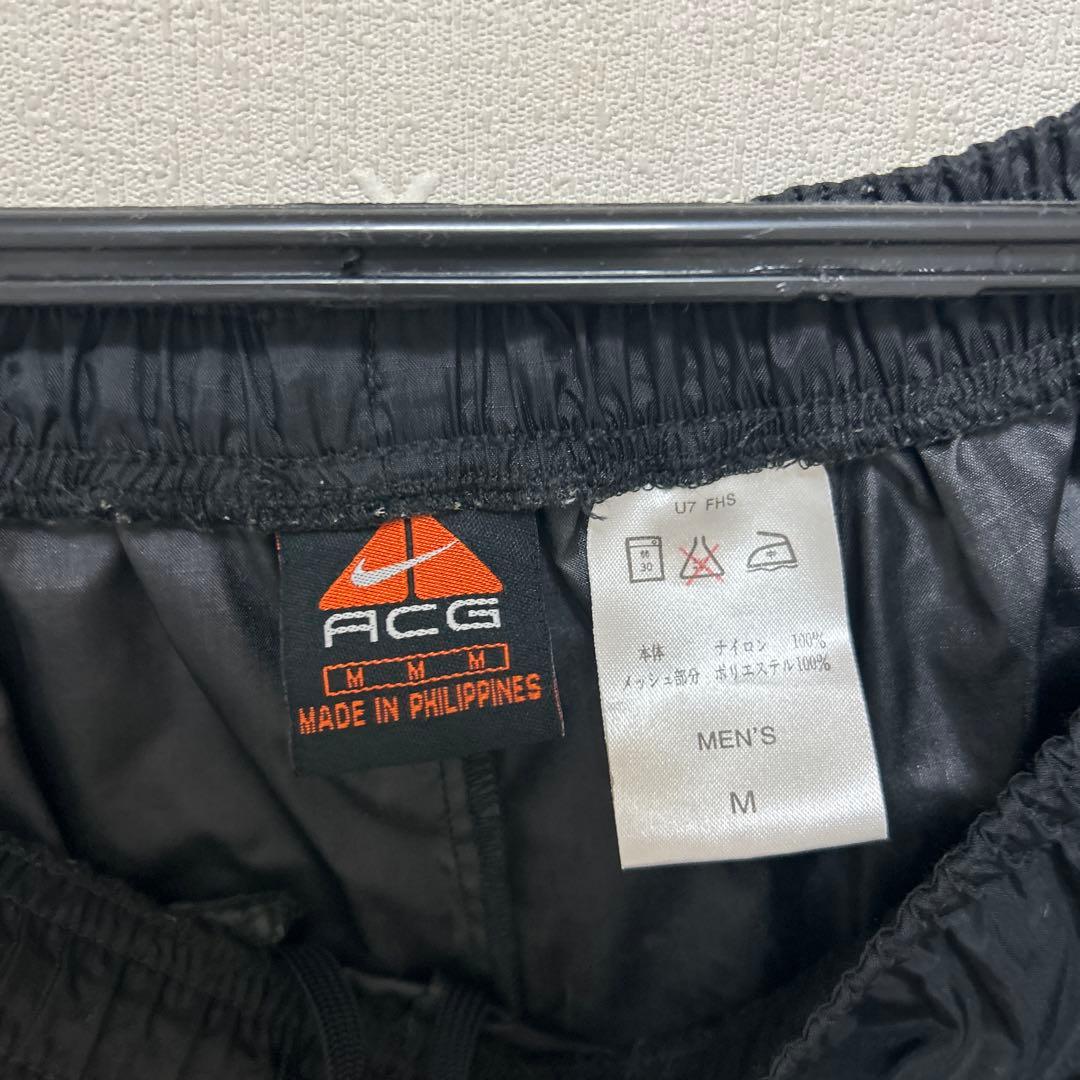 ACG
M M M
MADE IN PHILIPPINES
U7 FHS
30
中
本体 ナイロン 100%
メッシュ部分 ポリエステル100%
MEN'S
M